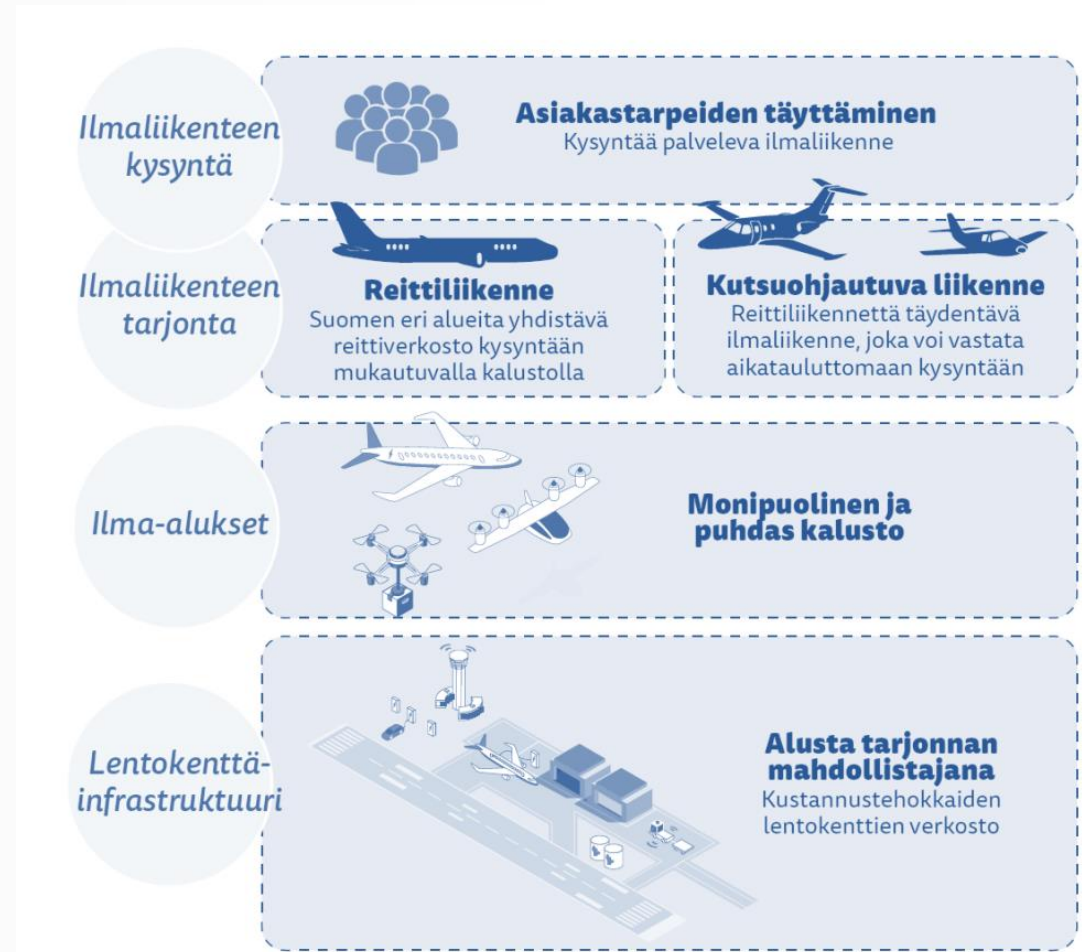 Ilmaliikenteen
kysyntä
Asiakastarpeiden täyttäminen
Kysyntää palveleva ilmaliikenne
Ilmaliikenteen
tarjonta
Reittiliikenne
Suomen eri alueita yhdistävä
reittiverkosto kysyntään
mukautuvalla kalustolla
Kutsuohjautuva liikenne
Reittiliikennettä täydentävä
ilmaliikenne, joka voi vastata
aikatauluttomaan kysyntään
Ilma-alukset
Monipuolinen ja
puhdas kalusto
Lentokenttä-
infrastruktuuri
Alusta tarjonnan
mahdollistajana
Kustannustehokkaiden
lentokenttien verkosto